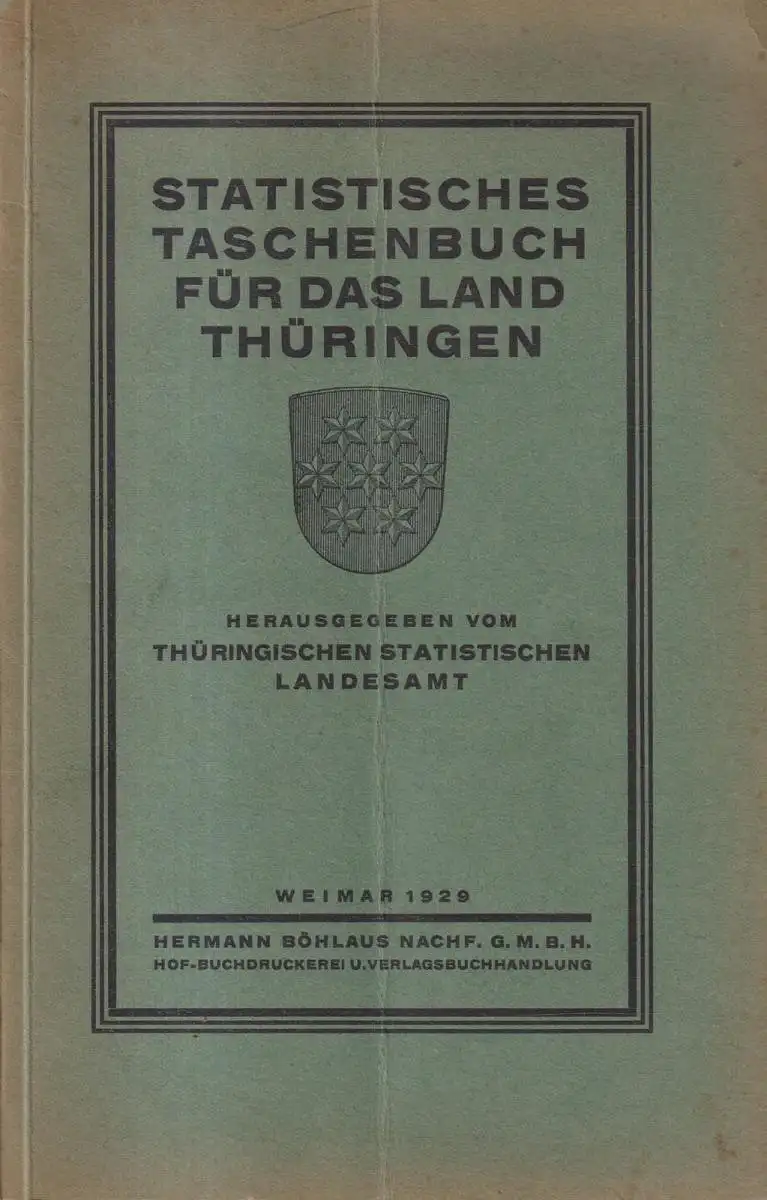 STATISTISCHES
TASCHENBUCH
FÜR DAS LAND
THÜRINGEN
HERAUSGEGEBEN VOM
THÜRINGISCHEN STATISTISCHEN
LANDESAMT
WEIMAR 1929
HERMANN BÖHLAUS NACHF. G. M. B. H.
HOF-BUCHDRUCKEREI U. VERLAGSBUCHHANDLUNG